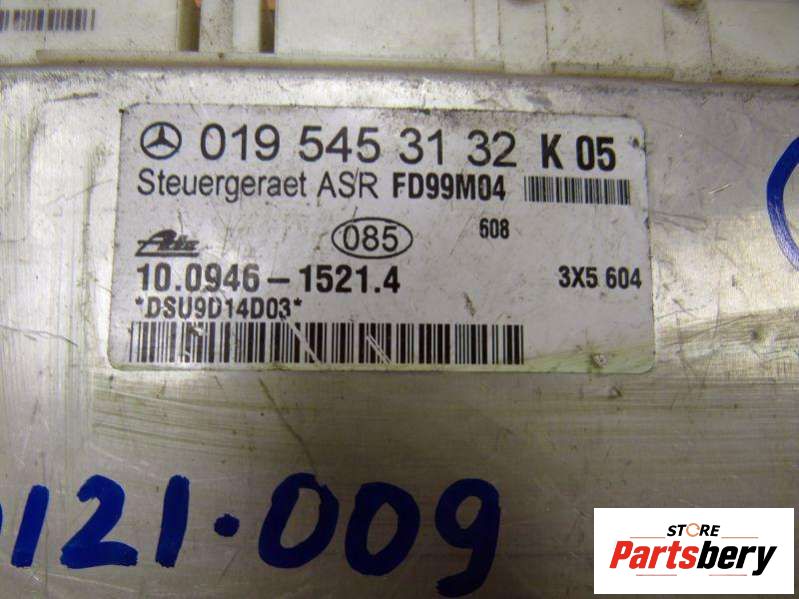 019 545 31 32 K 05
Steuergeraet ASR FD99M04
Ate 085 608
10.0946-1521.4 3X5 604
*DSU9D14D03*
121.009
STORE
Partsbery